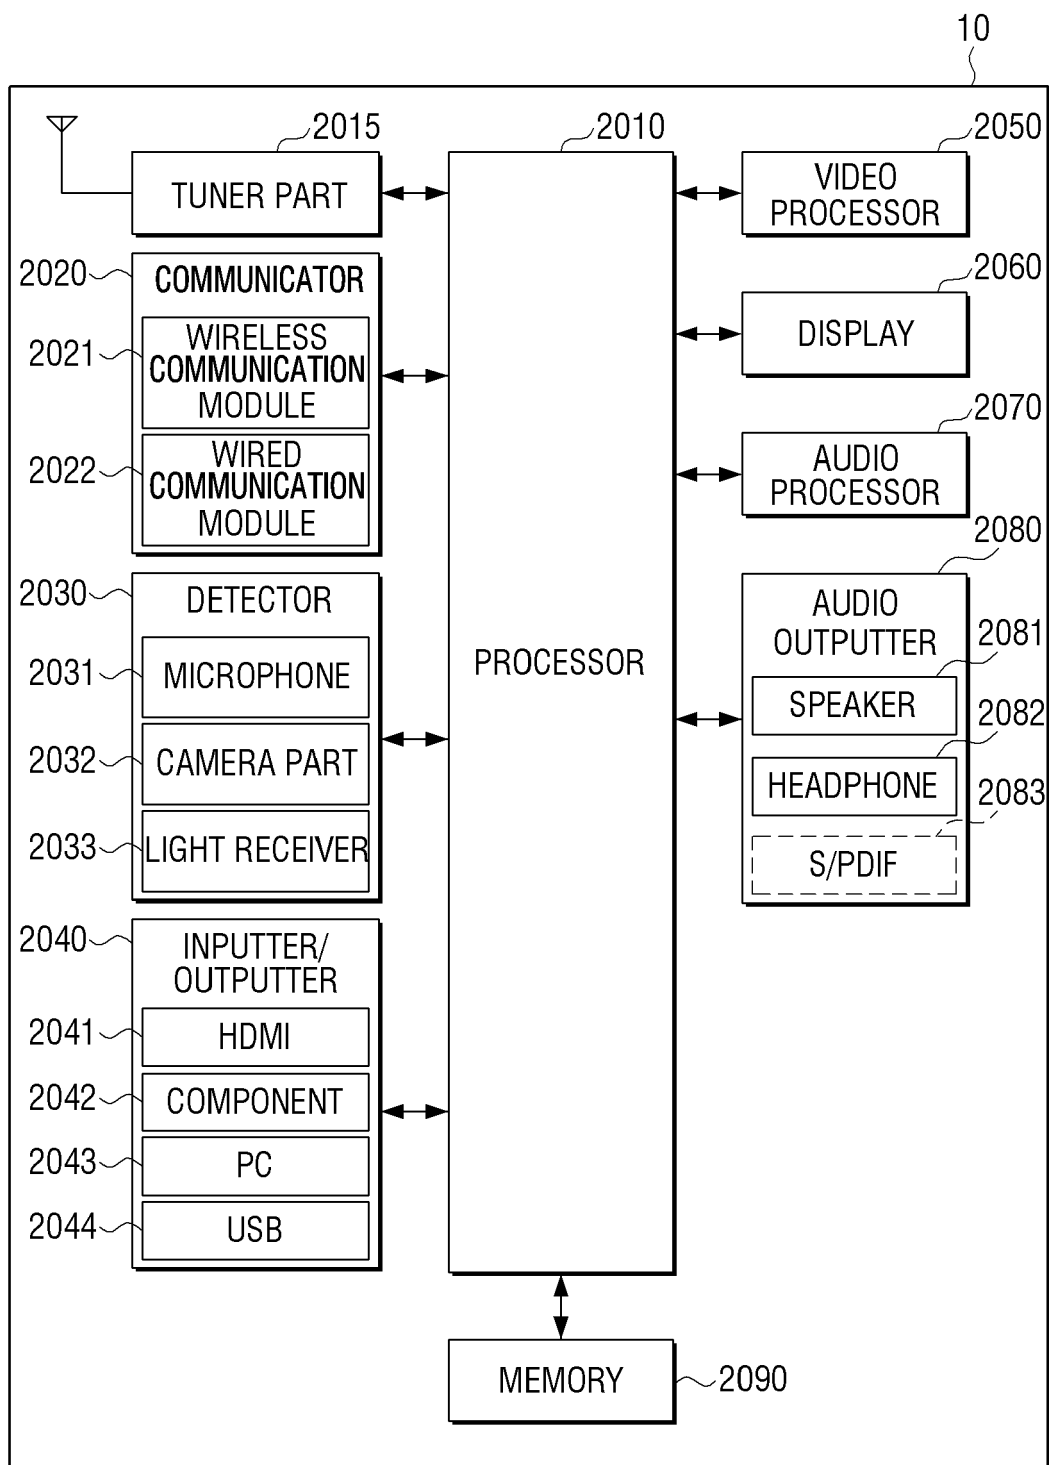 10
2015
TUNER PART
2010
PROCESSOR
2050
VIDEO
PROCESSOR
2020
COMMUNICATOR
2021
WIRELESS
COMMUNICATION
MODULE
2022
WIRED
COMMUNICATION
MODULE
2060
DISPLAY
2070
AUDIO
PROCESSOR
2030
DETECTOR
2031
MICROPHONE
2032
CAMERA PART
2033
LIGHT RECEIVER
2080
AUDIO
OUTPUTTER
2081
SPEAKER
2082
HEADPHONE
2083
S/PDIF
2040
INPUTTER/
OUTPUTTER
2041
HDMI
2042
COMPONENT
2043
PC
2044
USB
MEMORY
2090